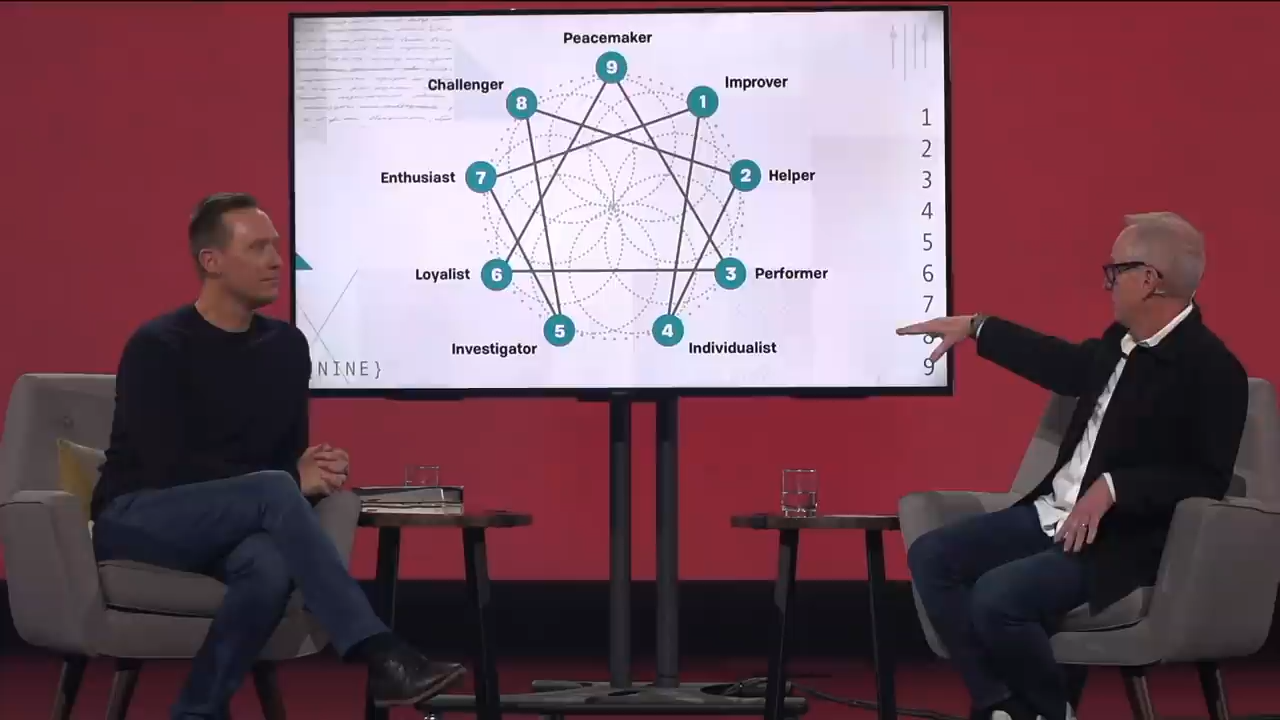 Peacemaker
9
Challenger
8
1
Improver
Enthusiast
7
2
Helper
Loyalist
6
3
Performer
5
4
Investigator
Individualist
NINE}
1
2
3
4
5
6
7
8
9